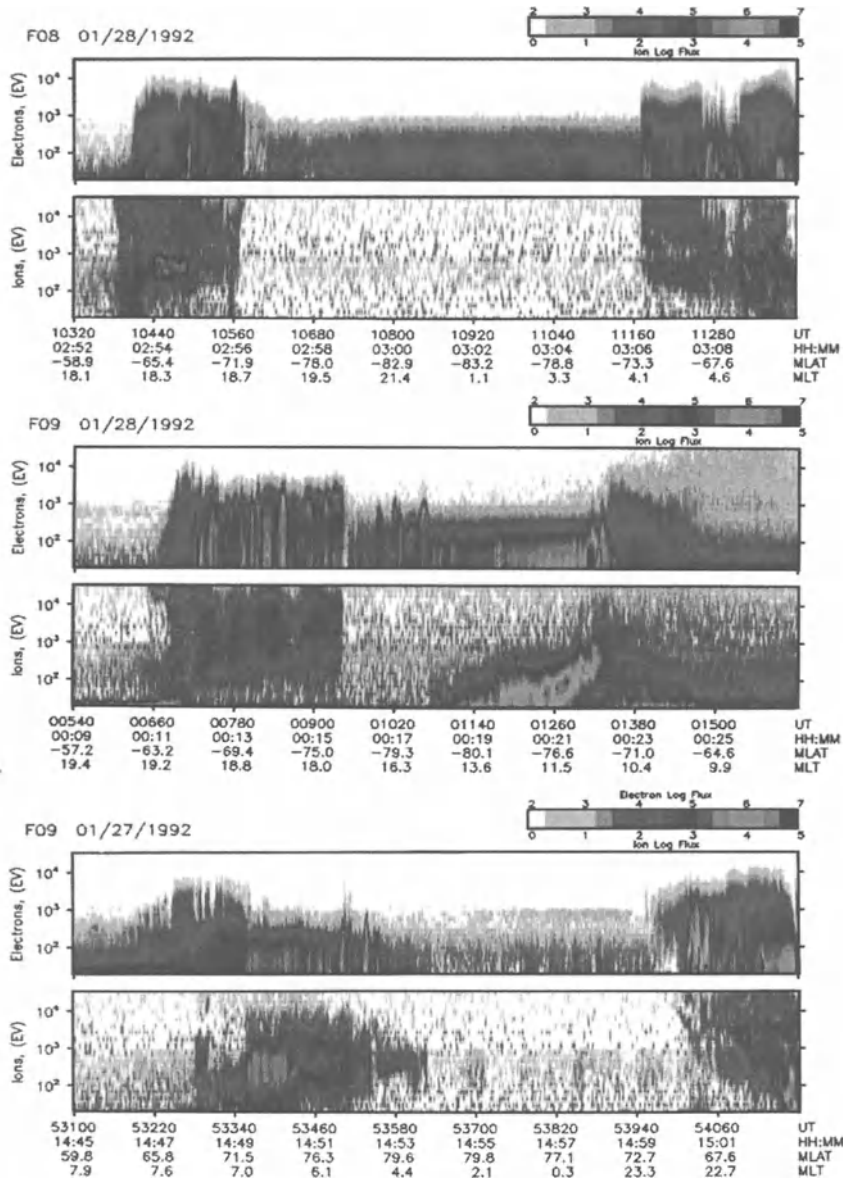 2 3 4 5 6 7
F08 01/28/1992
0 1 2 3 4 5
Ion Log Flux
Electrons, (EV)
10⁴
10³
10²
Ions, (EV)
10⁴
10³
10²
10320 10440 10560 10680 10800 10920 11040 11160 11280 UT
02:52 02:54 02:56 02:58 03:00 03:02 03:04 03:06 03:08 HH:MM
−58.9 −65.4 −71.9 −78.0 −82.9 −83.2 −78.8 −73.3 −67.6 MLAT
18.1 18.3 18.7 19.5 21.4 1.1 3.3 4.1 4.6 MLT
2 3 4 5 6 7
F09 01/28/1992
0 1 2 3 4 5
Ion Log Flux
Electrons, (EV)
10⁴
10³
10²
Ions, (EV)
10⁴
10³
10²
00540 00660 00780 00900 01020 01140 01260 01380 01500 UT
00:09 00:11 00:13 00:15 00:17 00:19 00:21 00:23 00:25 HH:MM
−57.2 −63.2 −69.4 −75.0 −79.3 −80.1 −76.6 −71.0 −64.6 MLAT
19.4 19.2 18.8 18.0 16.3 13.6 11.5 10.4 9.9 MLT
Electron Log Flux
2 3 4 5 6 7
F09 01/27/1992
0 1 2 3 4 5
Ion Log Flux
Electrons, (EV)
10⁴
10³
10²
Ions, (EV)
10⁴
10³
10²
53100 53220 53340 53460 53580 53700 53820 53940 54060 UT
14:45 14:47 14:49 14:51 14:53 14:55 14:57 14:59 15:01 HH:MM
59.8 65.8 71.5 76.3 79.6 79.8 77.1 72.7 67.6 MLAT
7.9 7.6 7.0 6.1 4.4 2.1 0.3 23.3 22.7 MLT